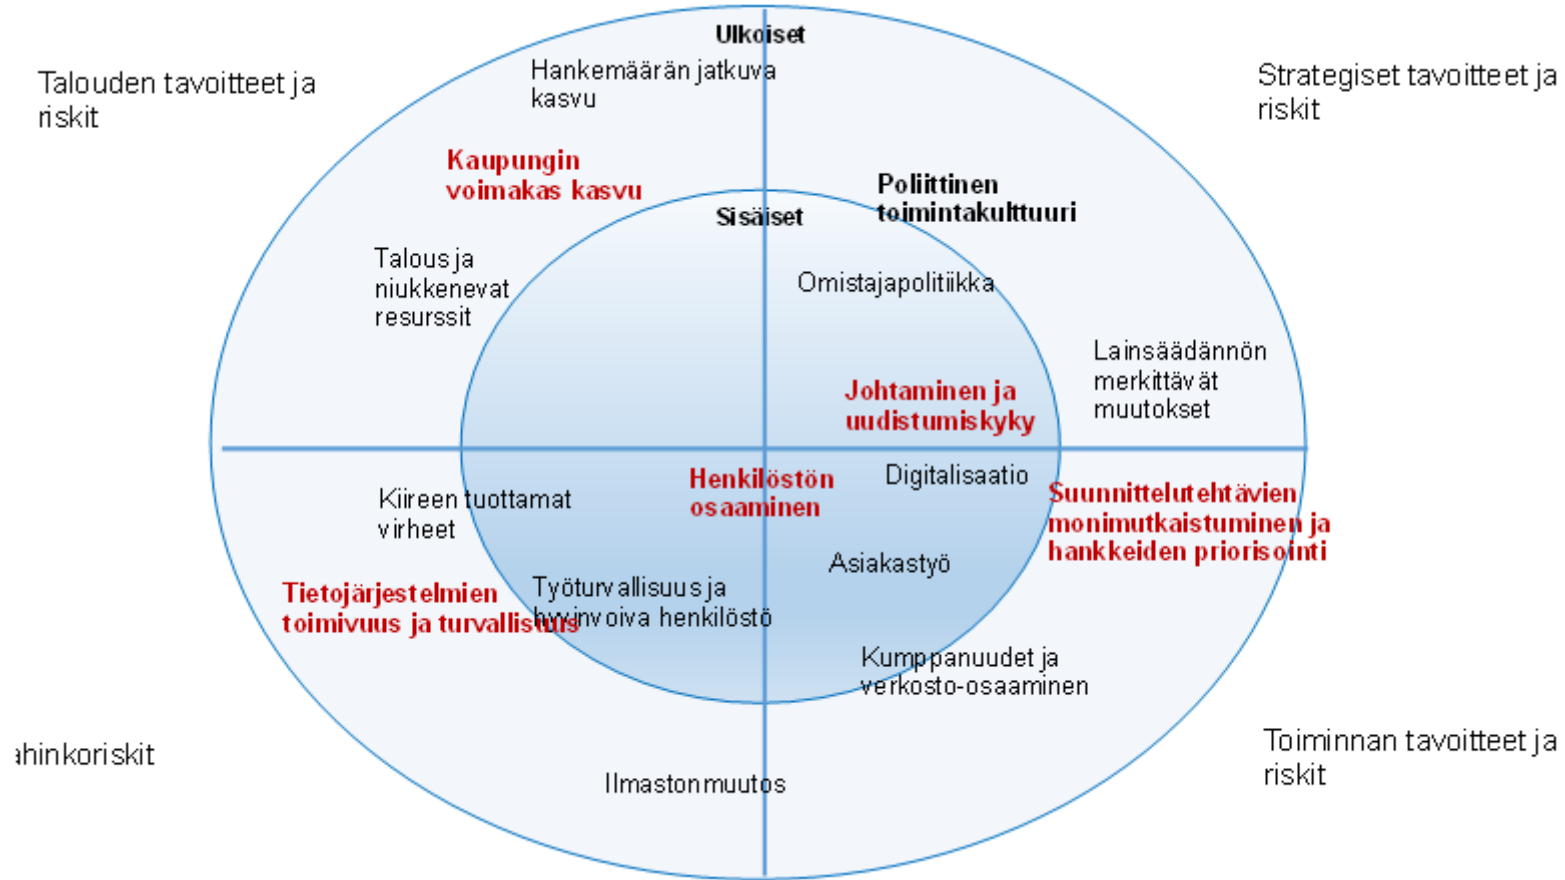 Ulkoiset
Talouden tavoitteet ja
riskit
Hankemäärän jatkuva
kasvu
Strategiset tavoitteet ja
riskit
Kaupungin
voimakas kasvu
Poliittinen
toimintakulttuuri
Sisäiset
Talous ja
niukkenevat
resurssit
Omistajapolitiikka
Lainsäädännön
merkittävät
muutokset
Johtaminen ja
uudistumiskyky
Henkilöstön
osaaminen
Digitalisaatio
Kiireen tuottamat
virheet
Suunnittelutehtävien
monimutkaistuminen ja
hankkeiden priorisointi
Asiakastyö
Tietojärjestelmien
toimivuus ja turvallisuus
Työturvallisuus ja
hyvinvoiva henkilöstö
Kumppanuudet ja
verkosto-osaaminen
ahinkoriskit
Ilmastonmuutos
Toiminnan tavoitteet ja
riskit